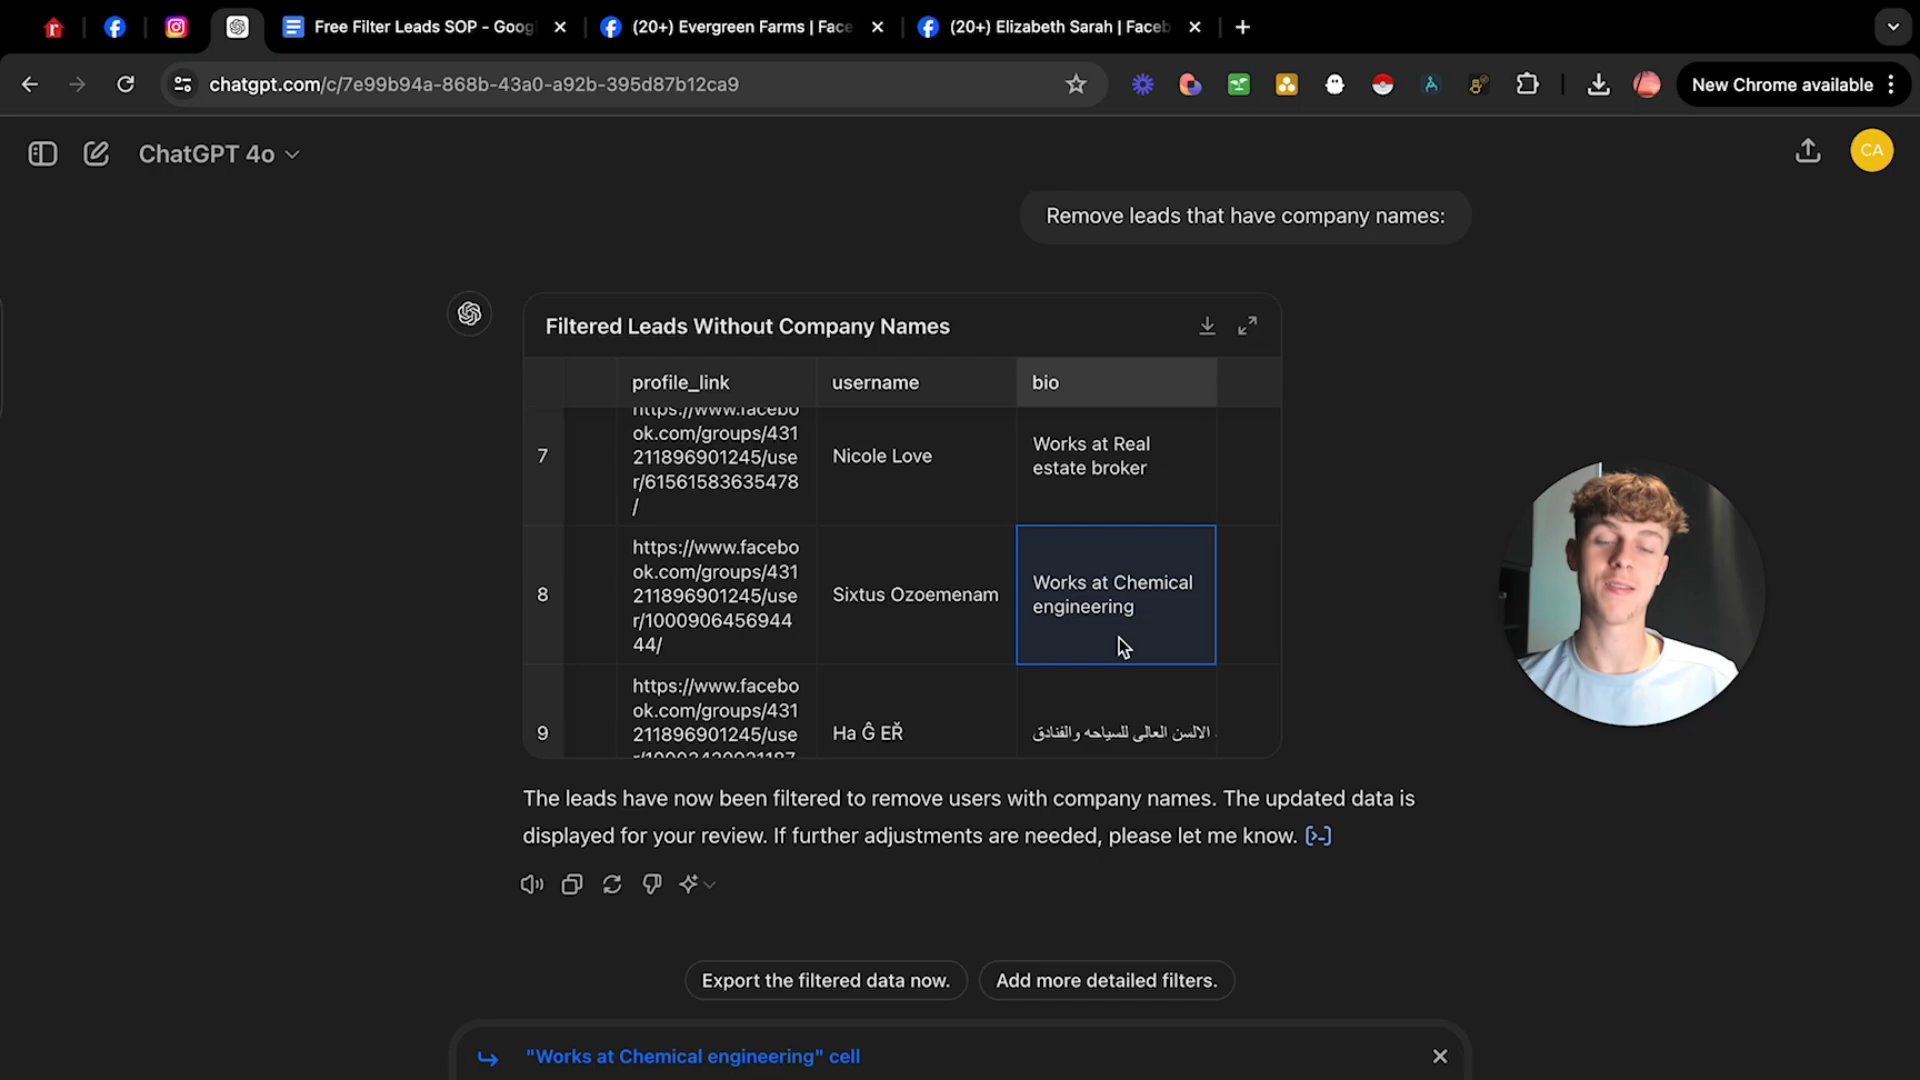 Free Filter Leads SOP - Goog
(20+) Evergreen Farms | Face
(20+) Elizabeth Sarah | Faceb
chatgpt.com/c/7e99b94a-868b-43a0-a92b-395d87b12ca9
New Chrome available
ChatGPT 4o
CA
Remove leads that have company names:
Filtered Leads Without Company Names
profile_link username bio
7
https://www.facebo
ok.com/groups/431
211896901245/use
r/61561583635478
/
Nicole Love
Works at Real
estate broker
8
https://www.facebo
ok.com/groups/431
211896901245/use
r/1000906456944
44/
Sixtus Ozoemenam
Works at Chemical
engineering
9
https://www.facebo
ok.com/groups/431
211896901245/use
Ha Ĝ EŘ
الالسن العالى للسياحه والفنادق
The leads have now been filtered to remove users with company names. The updated data is
displayed for your review. If further adjustments are needed, please let me know. [>-]
Export the filtered data now.
Add more detailed filters.
"Works at Chemical engineering" cell